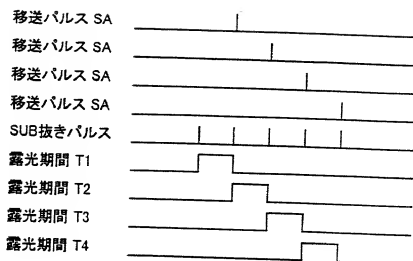 移送パルス SA
移送パルス SA
移送パルス SA
移送パルス SA
SUB抜きパルス
露光期間 T1
露光期間 T2
露光期間 T3
露光期間 T4